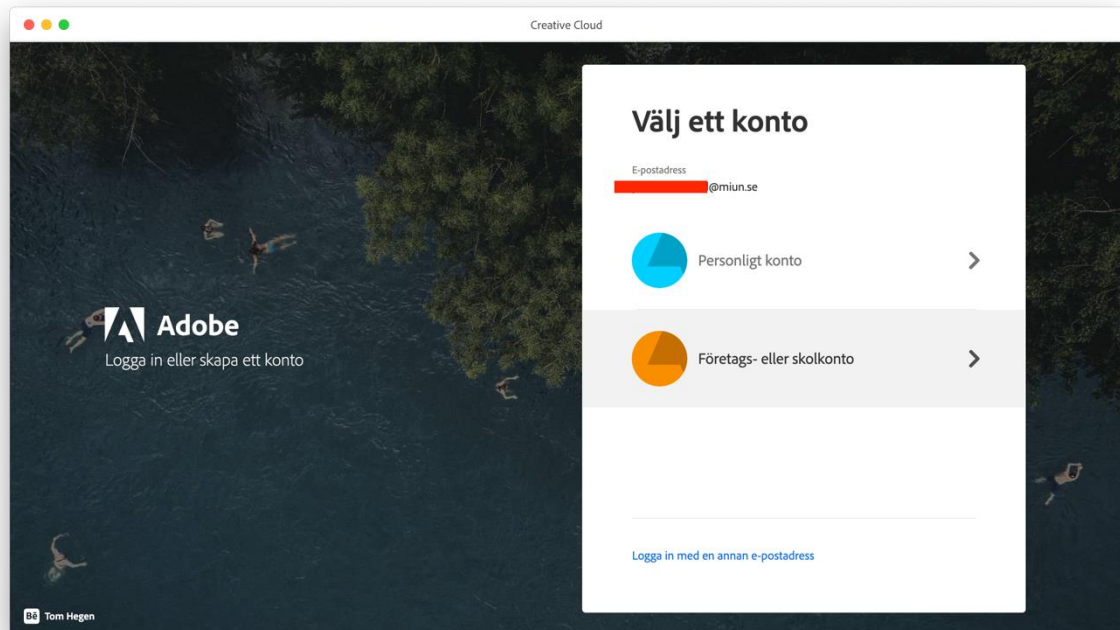 Creative Cloud
Adobe
Logga in eller skapa ett konto
Bē Tom Hegen
Välj ett konto
E-postadress
@miun.se
Personligt konto
Företags- eller skolkonto
Logga in med en annan e-postadress